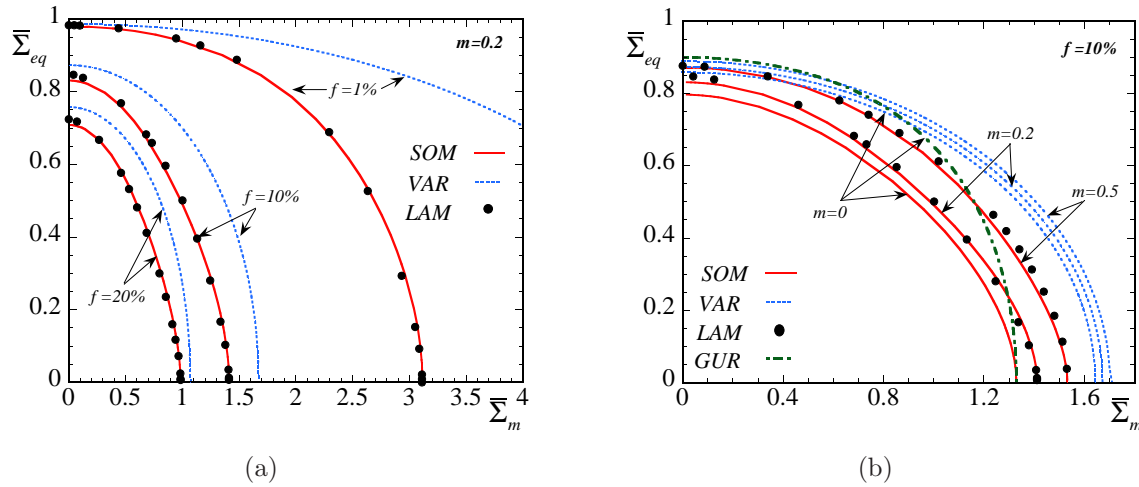 1
0.8
0.6
0.4
0.2
0
Σ̅eq
m=0.2
f=1%
SOM
VAR
LAM
f=10%
f=20%
0 0.5 1 1.5 2 2.5 3 3.5 4
Σ̅m
(a)
1
0.8
0.6
0.4
0.2
0
Σ̅eq
f=10%
m=0.2
m=0.5
m=0
SOM
VAR
LAM
GUR
0 0.4 0.8 1.2 1.6
Σ̅m
(b)